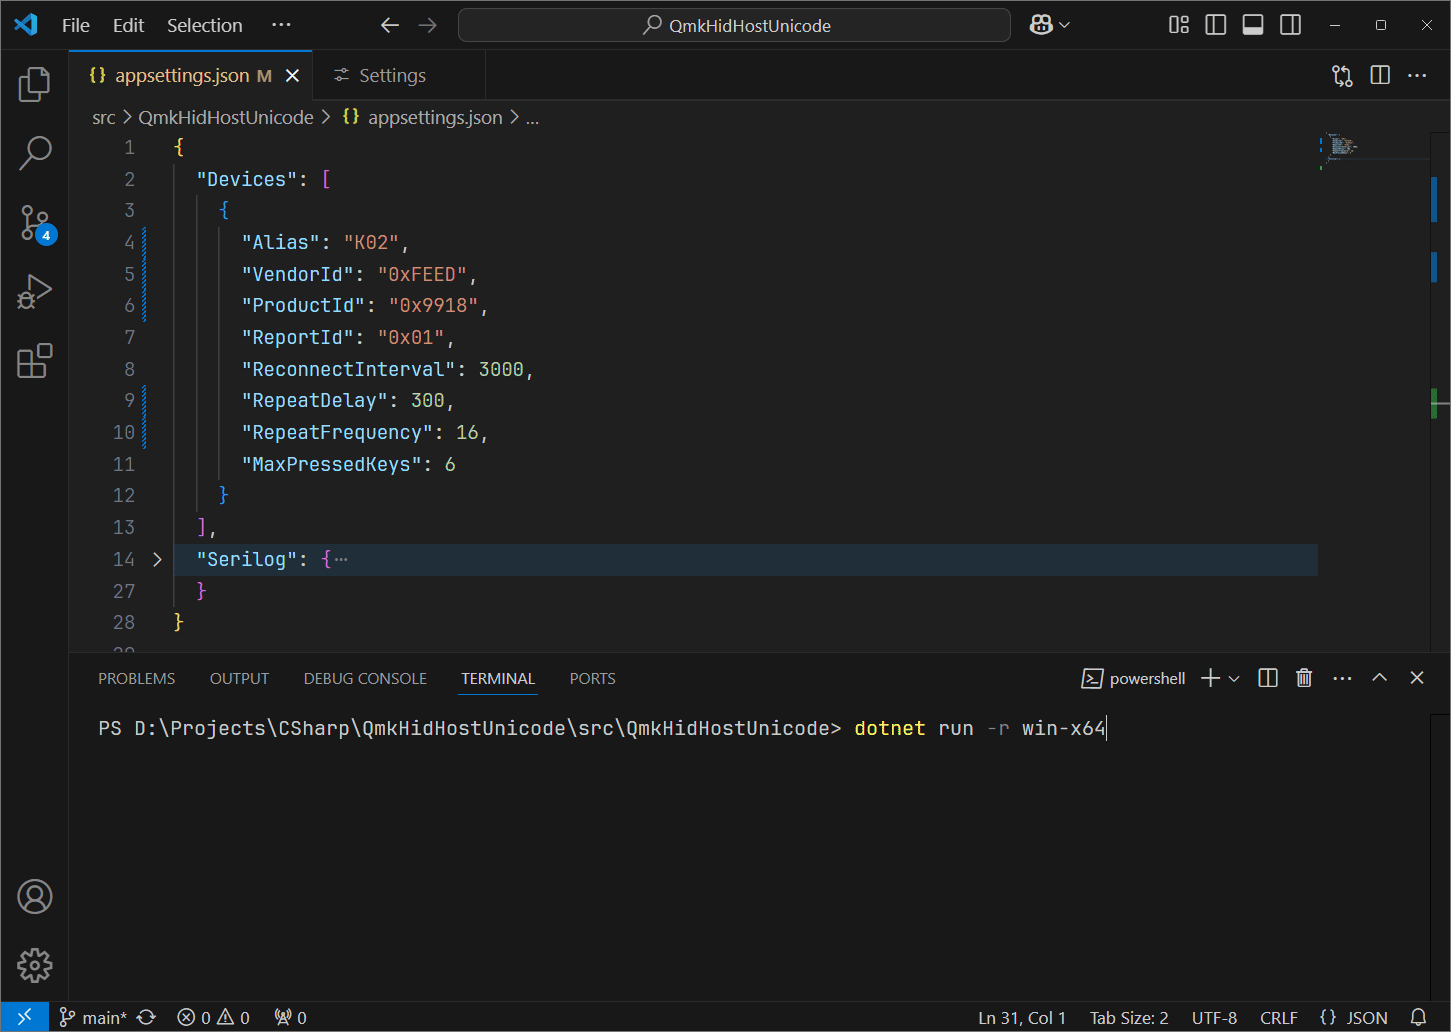 File Edit Selection ··· QmkHidHostUnicode
{} appsettings.json M Settings
src > QmkHidHostUnicode > {} appsettings.json > ...
1 {
2 "Devices": [
3 {
4 "Alias": "K02",
5 "VendorId": "0xFEED",
6 "ProductId": "0x9918",
7 "ReportId": "0x01",
8 "ReconnectInterval": 3000,
9 "RepeatDelay": 300,
10 "RepeatFrequency": 16,
11 "MaxPressedKeys": 6
12 }
13 ],
14 "Serilog": {···
27 }
28 }
4
PROBLEMS OUTPUT DEBUG CONSOLE TERMINAL PORTS powershell
PS D:\Projects\CSharp\QmkHidHostUnicode\src\QmkHidHostUnicode> dotnet run -r win-x64
main* 0 0 0 Ln 31, Col 1 Tab Size: 2 UTF-8 CRLF {} JSON